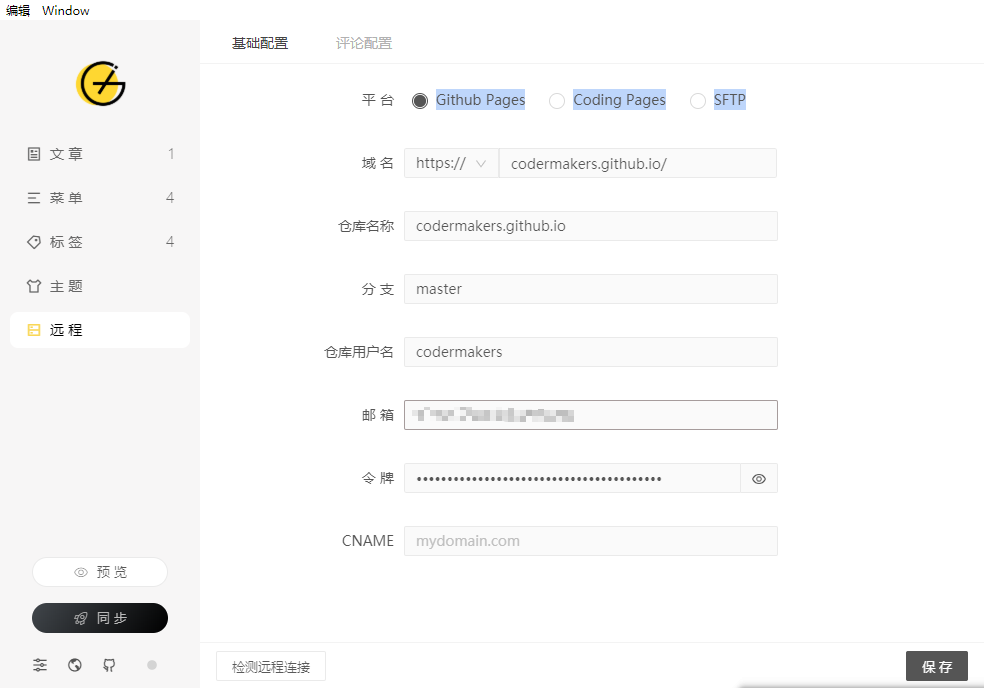 编辑 Window
基础配置 评论配置
平台 Github Pages Coding Pages SFTP
文章 1
域名 https:// codermakers.github.io/
菜单 4
仓库名称 codermakers.github.io
标签 4
主题
分支 master
远程
仓库用户名 codermakers
邮箱
令牌 ••••••••••••••••••••••••••••••••••••••••
CNAME mydomain.com
预览
同步
检测远程连接 保存